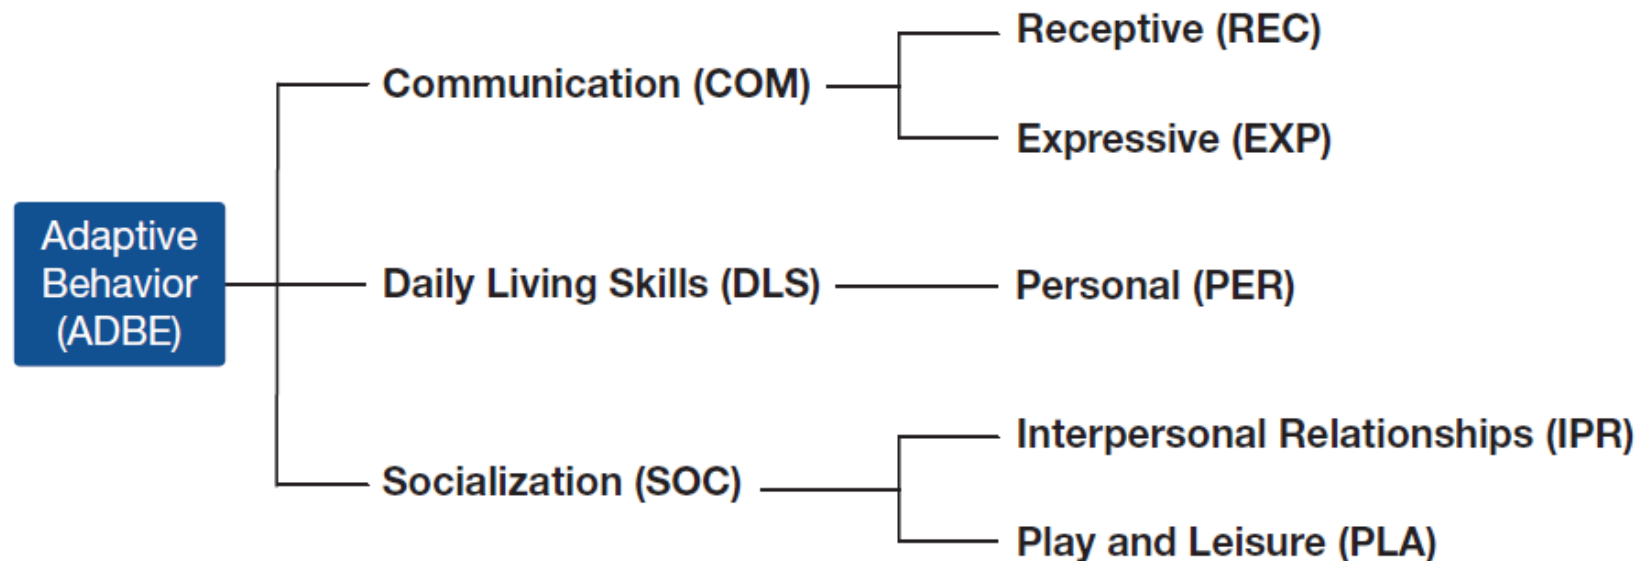 Adaptive
Behavior
(ADBE)
Communication (COM)
Receptive (REC)
Expressive (EXP)
Daily Living Skills (DLS)
Personal (PER)
Socialization (SOC)
Interpersonal Relationships (IPR)
Play and Leisure (PLA)